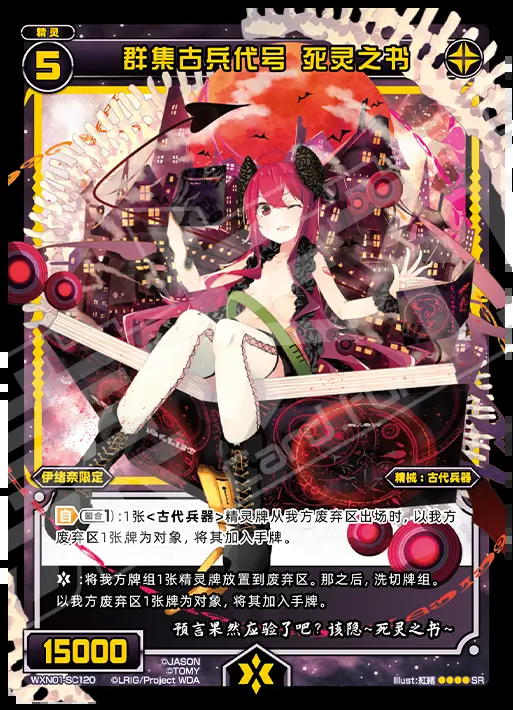 精灵
5
群集古兵代号 死灵之书
伊绪奈限定
精械：古代兵器
自 回合1：1张<古代兵器>精灵牌从我方废弃区出场时，以我方
废弃区1张牌为对象，将其加入手牌。
：将我方牌组1张精灵牌放置到废弃区。那之后，洗切牌组。
以我方废弃区1张牌为对象，将其加入手牌。
预言果然应验了吧？该隐~死灵之书~
15000
©JASON
©TOMY
WXN01-SC120 ©LRIG/Project WDA
Illust:紅緒 SR